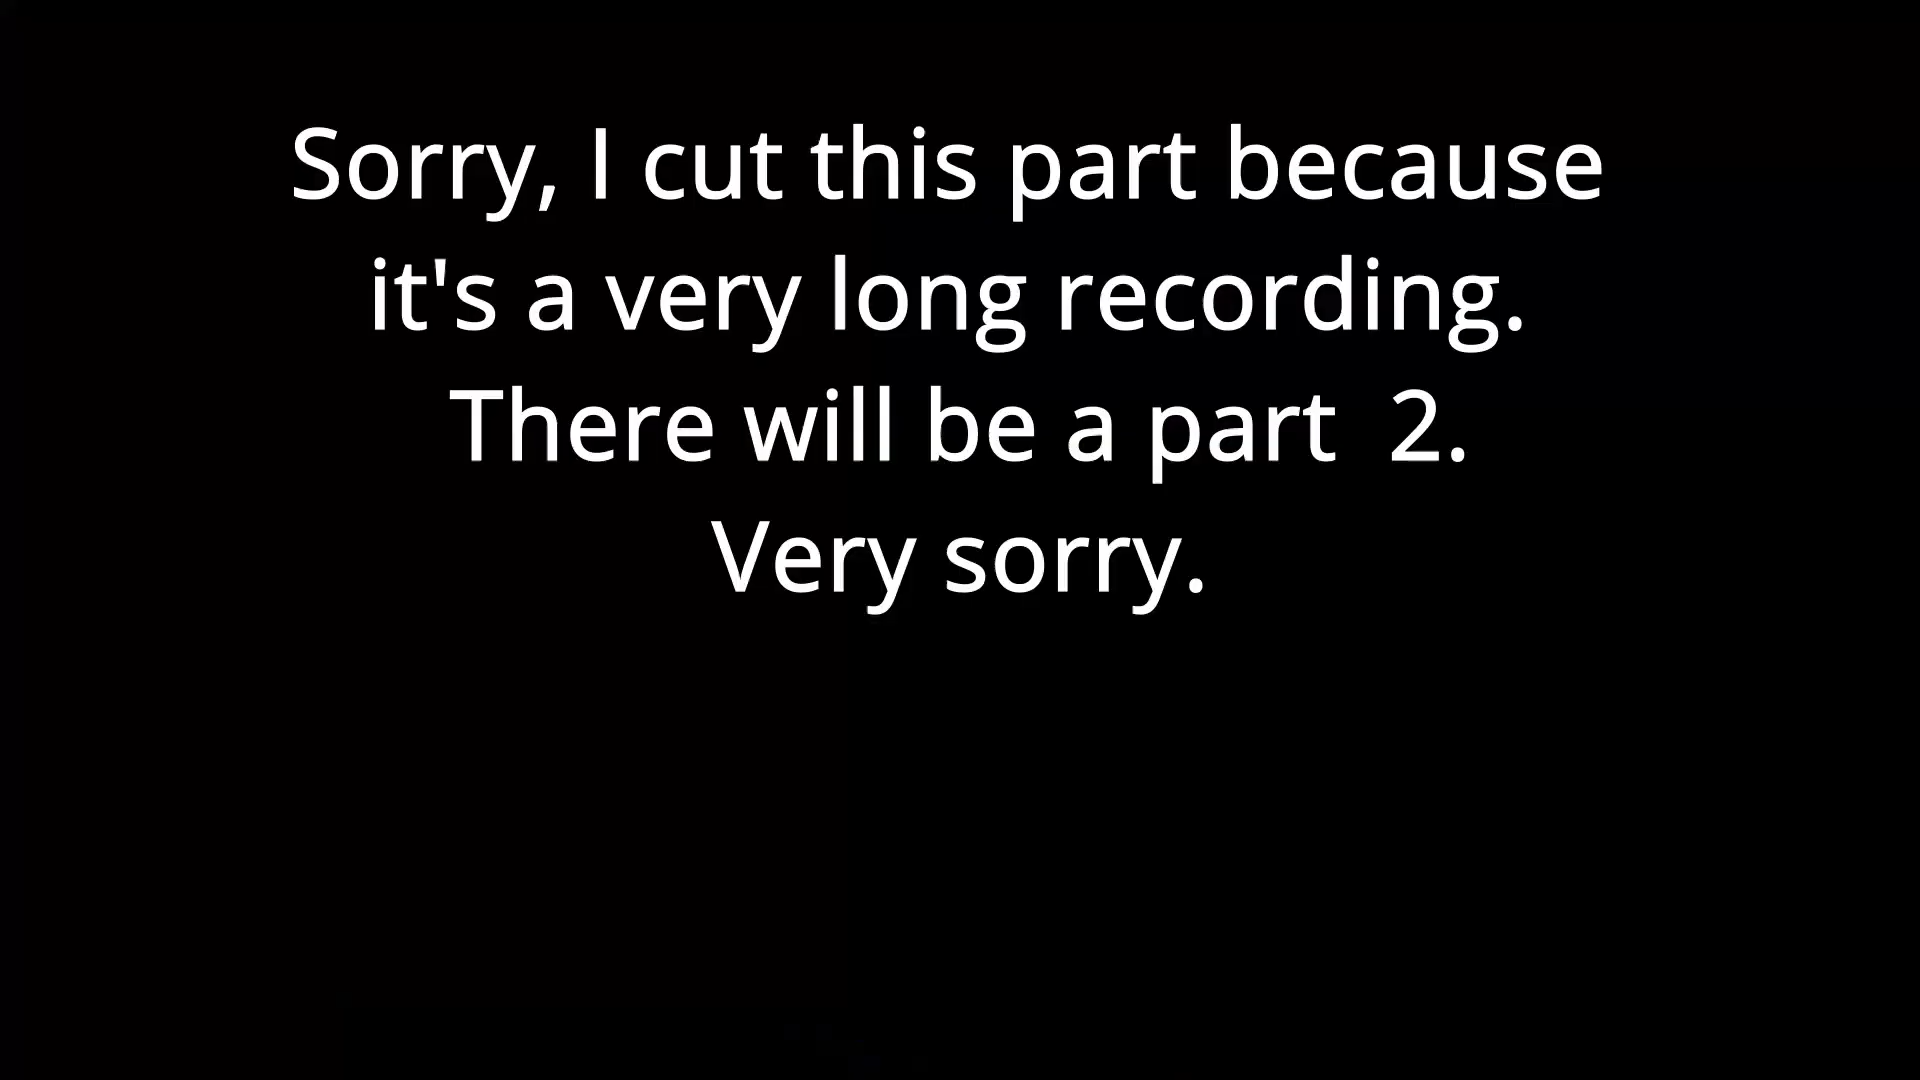 Sorry, I cut this part because
it's a very long recording.
There will be a part  2.
Very sorry.